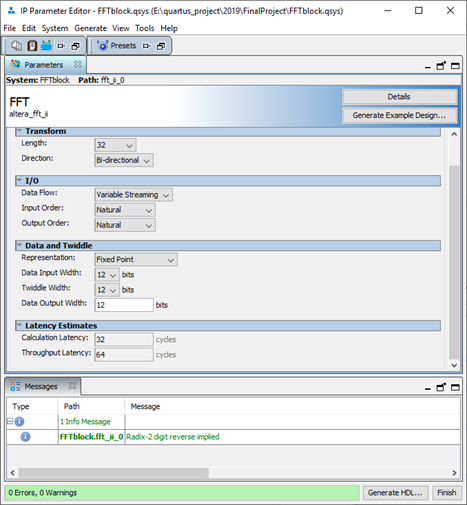 IP Parameter Editor - FFTblock.qsys (E:\quartus_project\2019\FinalProject\FFTblock.qsys)
File Edit System Generate View Tools Help
Presets
Parameters
System: FFTblock Path: fft_ii_0
FFT
altera_fft_ii
Details
Generate Example Design...
Transform
Length: 32
Direction: Bi-directional
I/O
Data Flow: Variable Streaming
Input Order: Natural
Output Order: Natural
Data and Twiddle
Representation: Fixed Point
Data Input Width: 12 bits
Twiddle Width: 12 bits
Data Output Width: 12 bits
Latency Estimates
Calculation Latency: 32 cycles
Throughput Latency: 64 cycles
Messages
Type Path Message
1 Info Message
FFTblock.fft_ii_0 Radix-2 digit reverse implied
0 Errors, 0 Warnings
Generate HDL... Finish